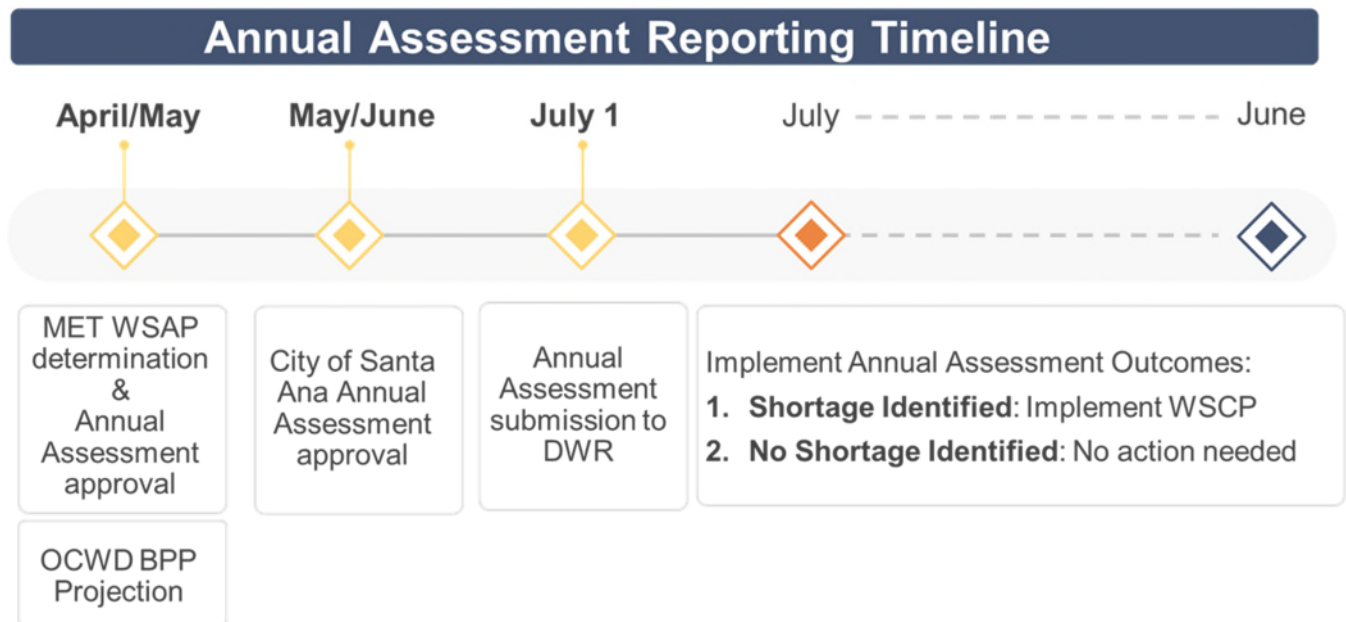 Annual Assessment Reporting Timeline
April/May
May/June
July 1
July
June
MET WSAP
determination
&
Annual
Assessment
approval
City of Santa
Ana Annual
Assessment
approval
Annual
Assessment
submission to
DWR
Implement Annual Assessment Outcomes:
1. Shortage Identified: Implement WSCP
2. No Shortage Identified: No action needed
OCWD BPP
Projection